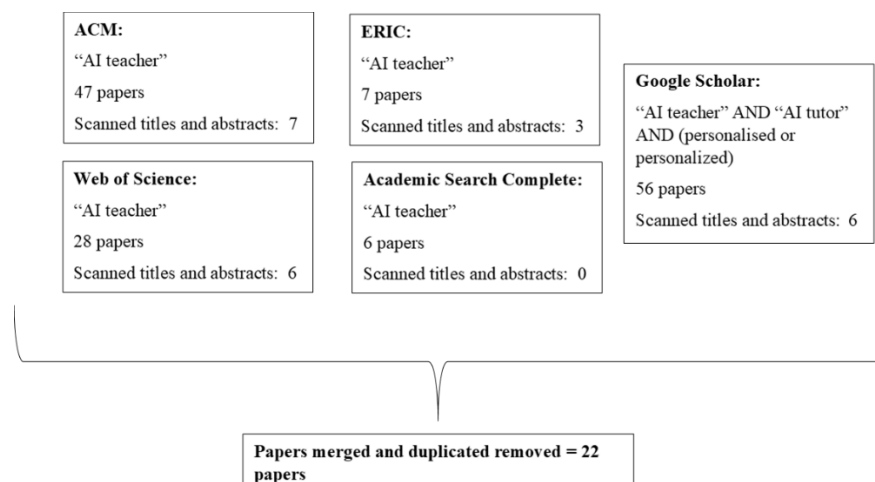 ACM:
“AI teacher”
47 papers
Scanned titles and abstracts: 7
ERIC:
“AI teacher”
7 papers
Scanned titles and abstracts: 3
Google Scholar:
“AI teacher” AND “AI tutor”
AND (personalised or
personalized)
56 papers
Scanned titles and abstracts: 6
Web of Science:
“AI teacher”
28 papers
Scanned titles and abstracts: 6
Academic Search Complete:
“AI teacher”
6 papers
Scanned titles and abstracts: 0
Papers merged and duplicated removed = 22
papers